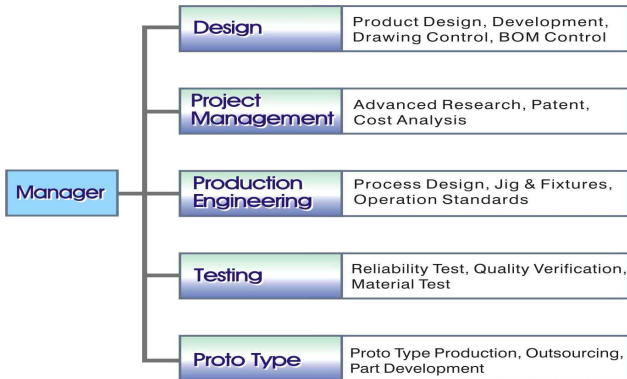 Design
Product Design, Development,
Drawing Control, BOM Control
Project
Management
Advanced Research, Patent,
Cost Analysis
Manager
Production
Engineering
Process Design, Jig & Fixtures,
Operation Standards
Testing
Reliability Test, Quality Verification,
Material Test
Proto Type
Proto Type Production, Outsourcing,
Part Development